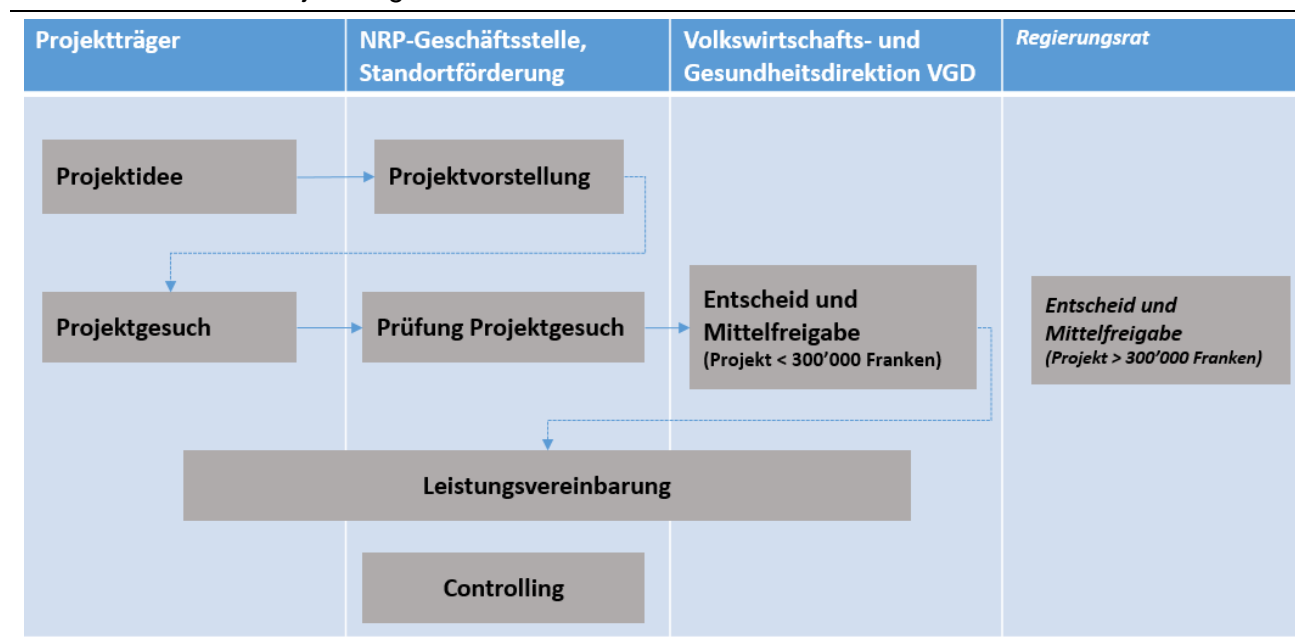 Projektträger
NRP-Geschäftsstelle,
Standortförderung
Volkswirtschafts- und
Gesundheitsdirektion VGD
Regierungsrat
Projektidee
Projektvorstellung
Projektgesuch
Prüfung Projektgesuch
Entscheid und
Mittelfreigabe
(Projekt < 300’000 Franken)
Entscheid und
Mittelfreigabe
(Projekt > 300’000 Franken)
Leistungsvereinbarung
Controlling